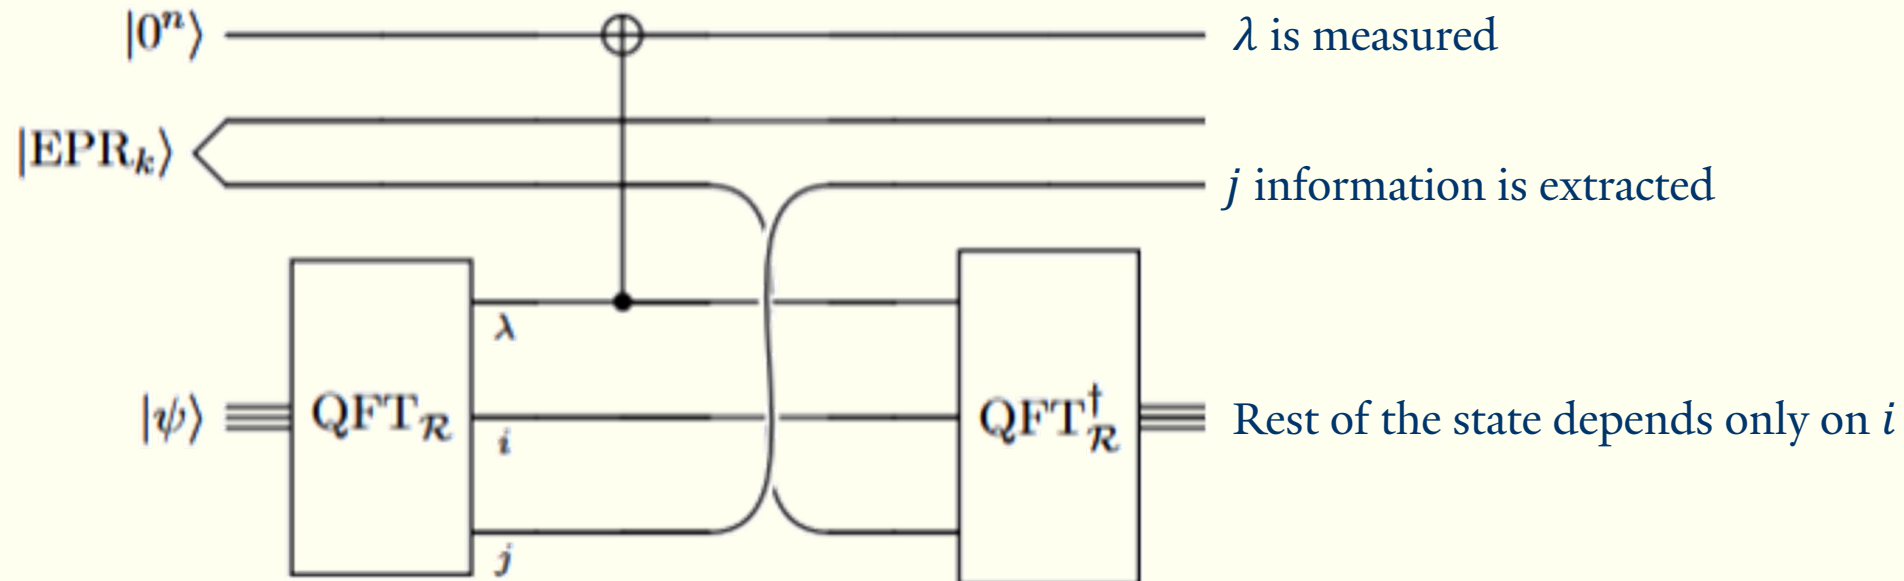 |0ⁿ⟩
λ is measured
|EPRₖ⟩
j information is extracted
λ
|ψ⟩
QFT_ℛ
i
QFT†_ℛ
Rest of the state depends only on i
j